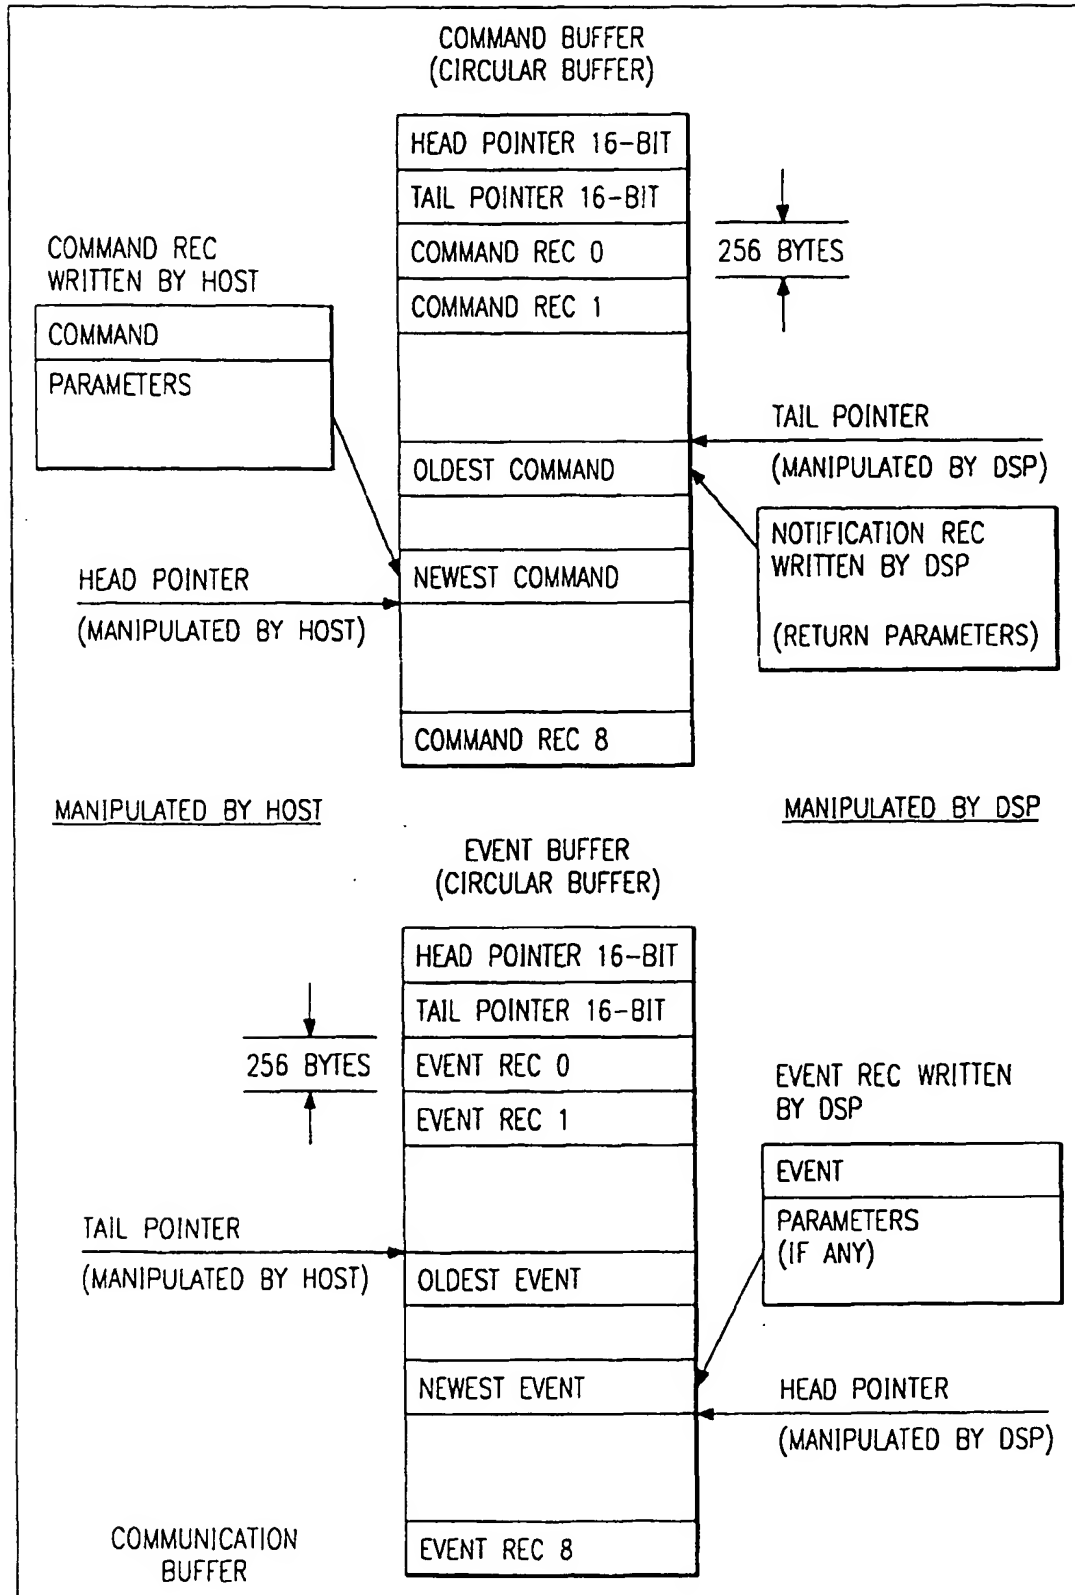 COMMAND BUFFER
(CIRCULAR BUFFER)
HEAD POINTER 16-BIT
TAIL POINTER 16-BIT
COMMAND REC 0
256 BYTES
COMMAND REC 1
COMMAND REC
WRITTEN BY HOST
COMMAND
PARAMETERS
TAIL POINTER
(MANIPULATED BY DSP)
OLDEST COMMAND
NOTIFICATION REC
WRITTEN BY DSP
(RETURN PARAMETERS)
NEWEST COMMAND
HEAD POINTER
(MANIPULATED BY HOST)
COMMAND REC 8
MANIPULATED BY HOST
MANIPULATED BY DSP
EVENT BUFFER
(CIRCULAR BUFFER)
HEAD POINTER 16-BIT
TAIL POINTER 16-BIT
256 BYTES
EVENT REC 0
EVENT REC 1
EVENT REC WRITTEN
BY DSP
EVENT
PARAMETERS
(IF ANY)
TAIL POINTER
(MANIPULATED BY HOST)
OLDEST EVENT
NEWEST EVENT
HEAD POINTER
(MANIPULATED BY DSP)
EVENT REC 8
COMMUNICATION
BUFFER